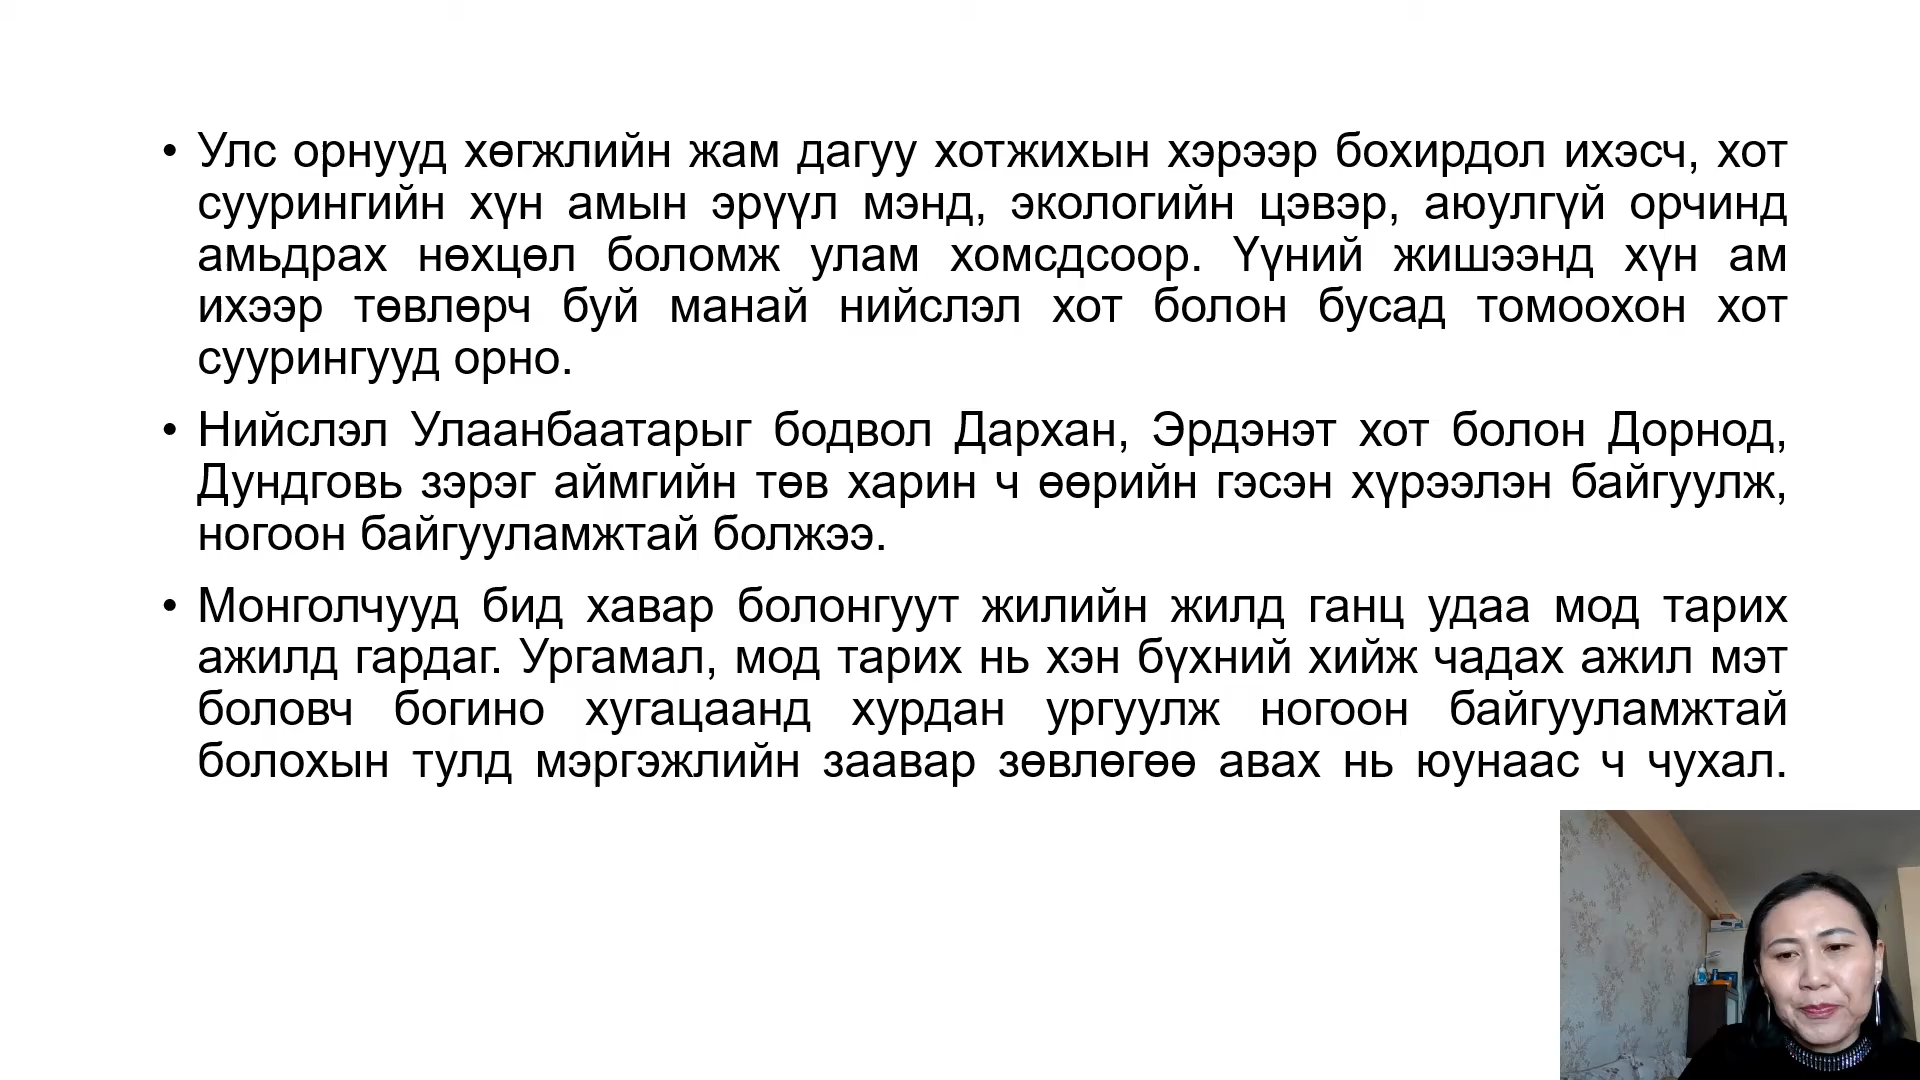 • Улс орнууд хөгжлийн жам дагуу хотжихын хэрээр бохирдол ихэсч, хот
суурингийн хүн амын эрүүл мэнд, экологийн цэвэр, аюулгүй орчинд
амьдрах нөхцөл боломж улам хомсдсоор. Үүний жишээнд хүн ам
ихээр төвлөрч буй манай нийслэл хот болон бусад томоохон хот
суурингууд орно.
• Нийслэл Улаанбаатарыг бодвол Дархан, Эрдэнэт хот болон Дорнод,
Дундговь зэрэг аймгийн төв харин ч өөрийн гэсэн хүрээлэн байгуулж,
ногоон байгууламжтай болжээ.
• Монголчууд бид хавар болонгуут жилийн жилд ганц удаа мод тарих
ажилд гардаг. Ургамал, мод тарих нь хэн бүхний хийж чадах ажил мэт
боловч богино хугацаанд хурдан ургуулж ногоон байгууламжтай
болохын тулд мэргэжлийн заавар зөвлөгөө авах нь юунаас ч чухал.